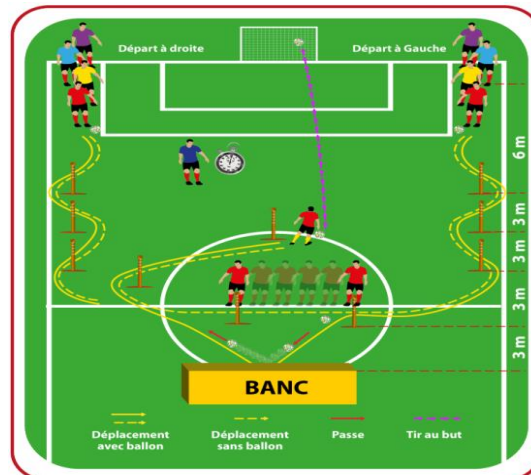 Départ à droite
Départ à Gauche
6 m
3 m
3 m
3 m
3 m
BANC
Déplacement
avec ballon
Déplacement
sans ballon
Passe
Tir au but